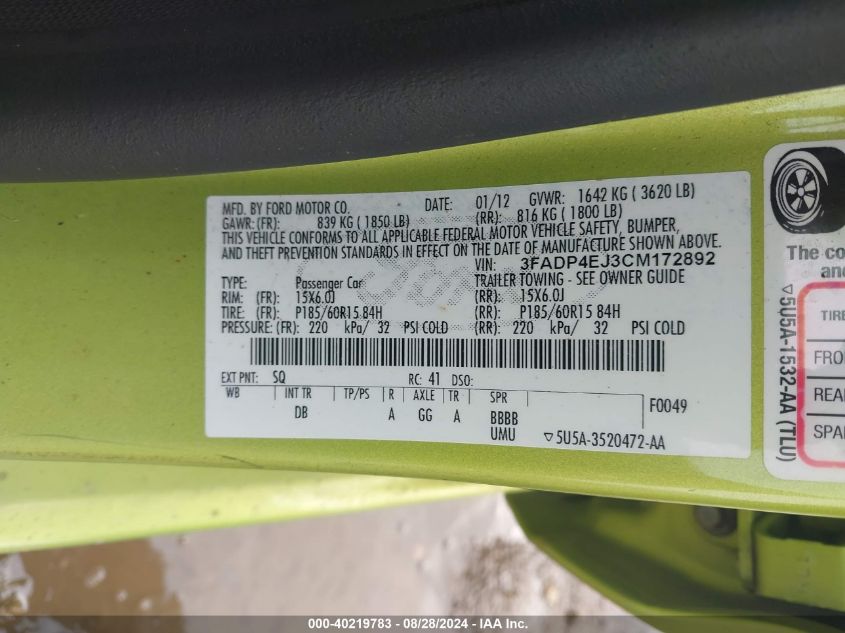 MFD. BY FORD MOTOR CO. DATE: 01/12 GVWR: 1642 KG ( 3620 LB)
GAWR: (FR): 839 KG ( 1850 LB) (RR): 816 KG ( 1800 LB)
THIS VEHICLE CONFORMS TO ALL APPLICABLE FEDERAL MOTOR VEHICLE SAFETY, BUMPER,
AND THEFT PREVENTION STANDARDS IN EFFECT ON THE DATE OF MANUFACTURE SHOWN ABOVE.
VIN: 3FADP4EJ3CM172892
TYPE: Passenger Car TRAILER TOWING - SEE OWNER GUIDE
RIM: (FR): 15X6.0J (RR): 15X6.0J
TIRE: (FR): P185/60R15 84H (RR): P185/60R15 84H
PRESSURE: (FR): 220 kPa/ 32 PSI COLD (RR): 220 kPa/ 32 PSI COLD
EXT PNT: SQ RC: 41 DSO:
WB INT TR TP/PS R AXLE TR SPR F0049
DB A GG A BBBB
UMU ▽5U5A-3520472-AA
▽5U5A-1532-AA (TLU)
The co
and
TIRE
FRO
REA
SPA
000-40219783 - 08/28/2024 - IAA Inc.